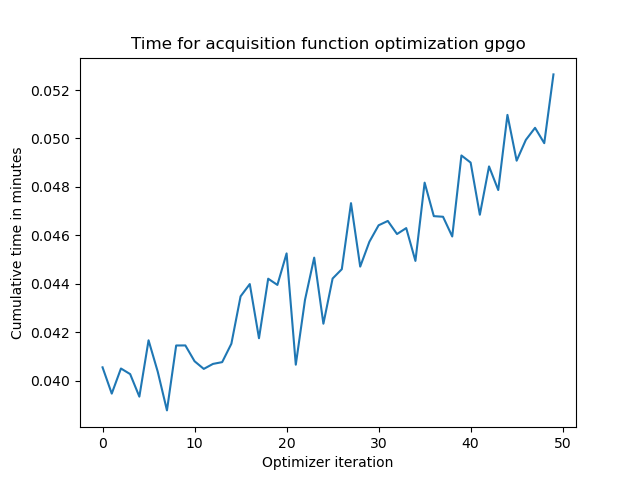 Time for acquisition function optimization gpgo
Cumulative time in minutes
0.052
0.050
0.048
0.046
0.044
0.042
0.040
0 10 20 30 40 50
Optimizer iteration